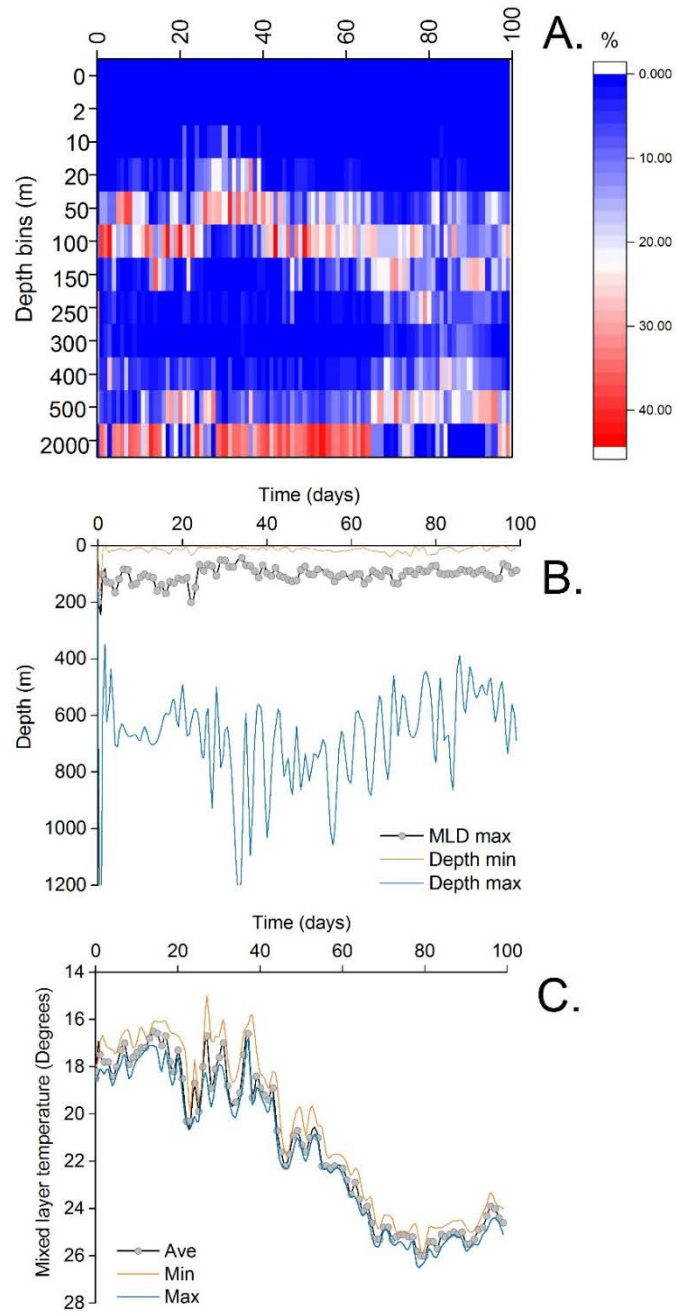 0 20 40 60 80 100
A.
%
0
2
10
20
50
100
150
250
300
400
500
2000
Depth bins (m)
0.000
10.00
20.00
30.00
40.00
Time (days)
0 20 40 60 80 100
B.
0
200
400
600
800
1000
1200
Depth (m)
MLD max
Depth min
Depth max
Time (days)
0 20 40 60 80 100
C.
14
16
18
20
22
24
26
28
Mixed layer temperature (Degrees)
Ave
Min
Max